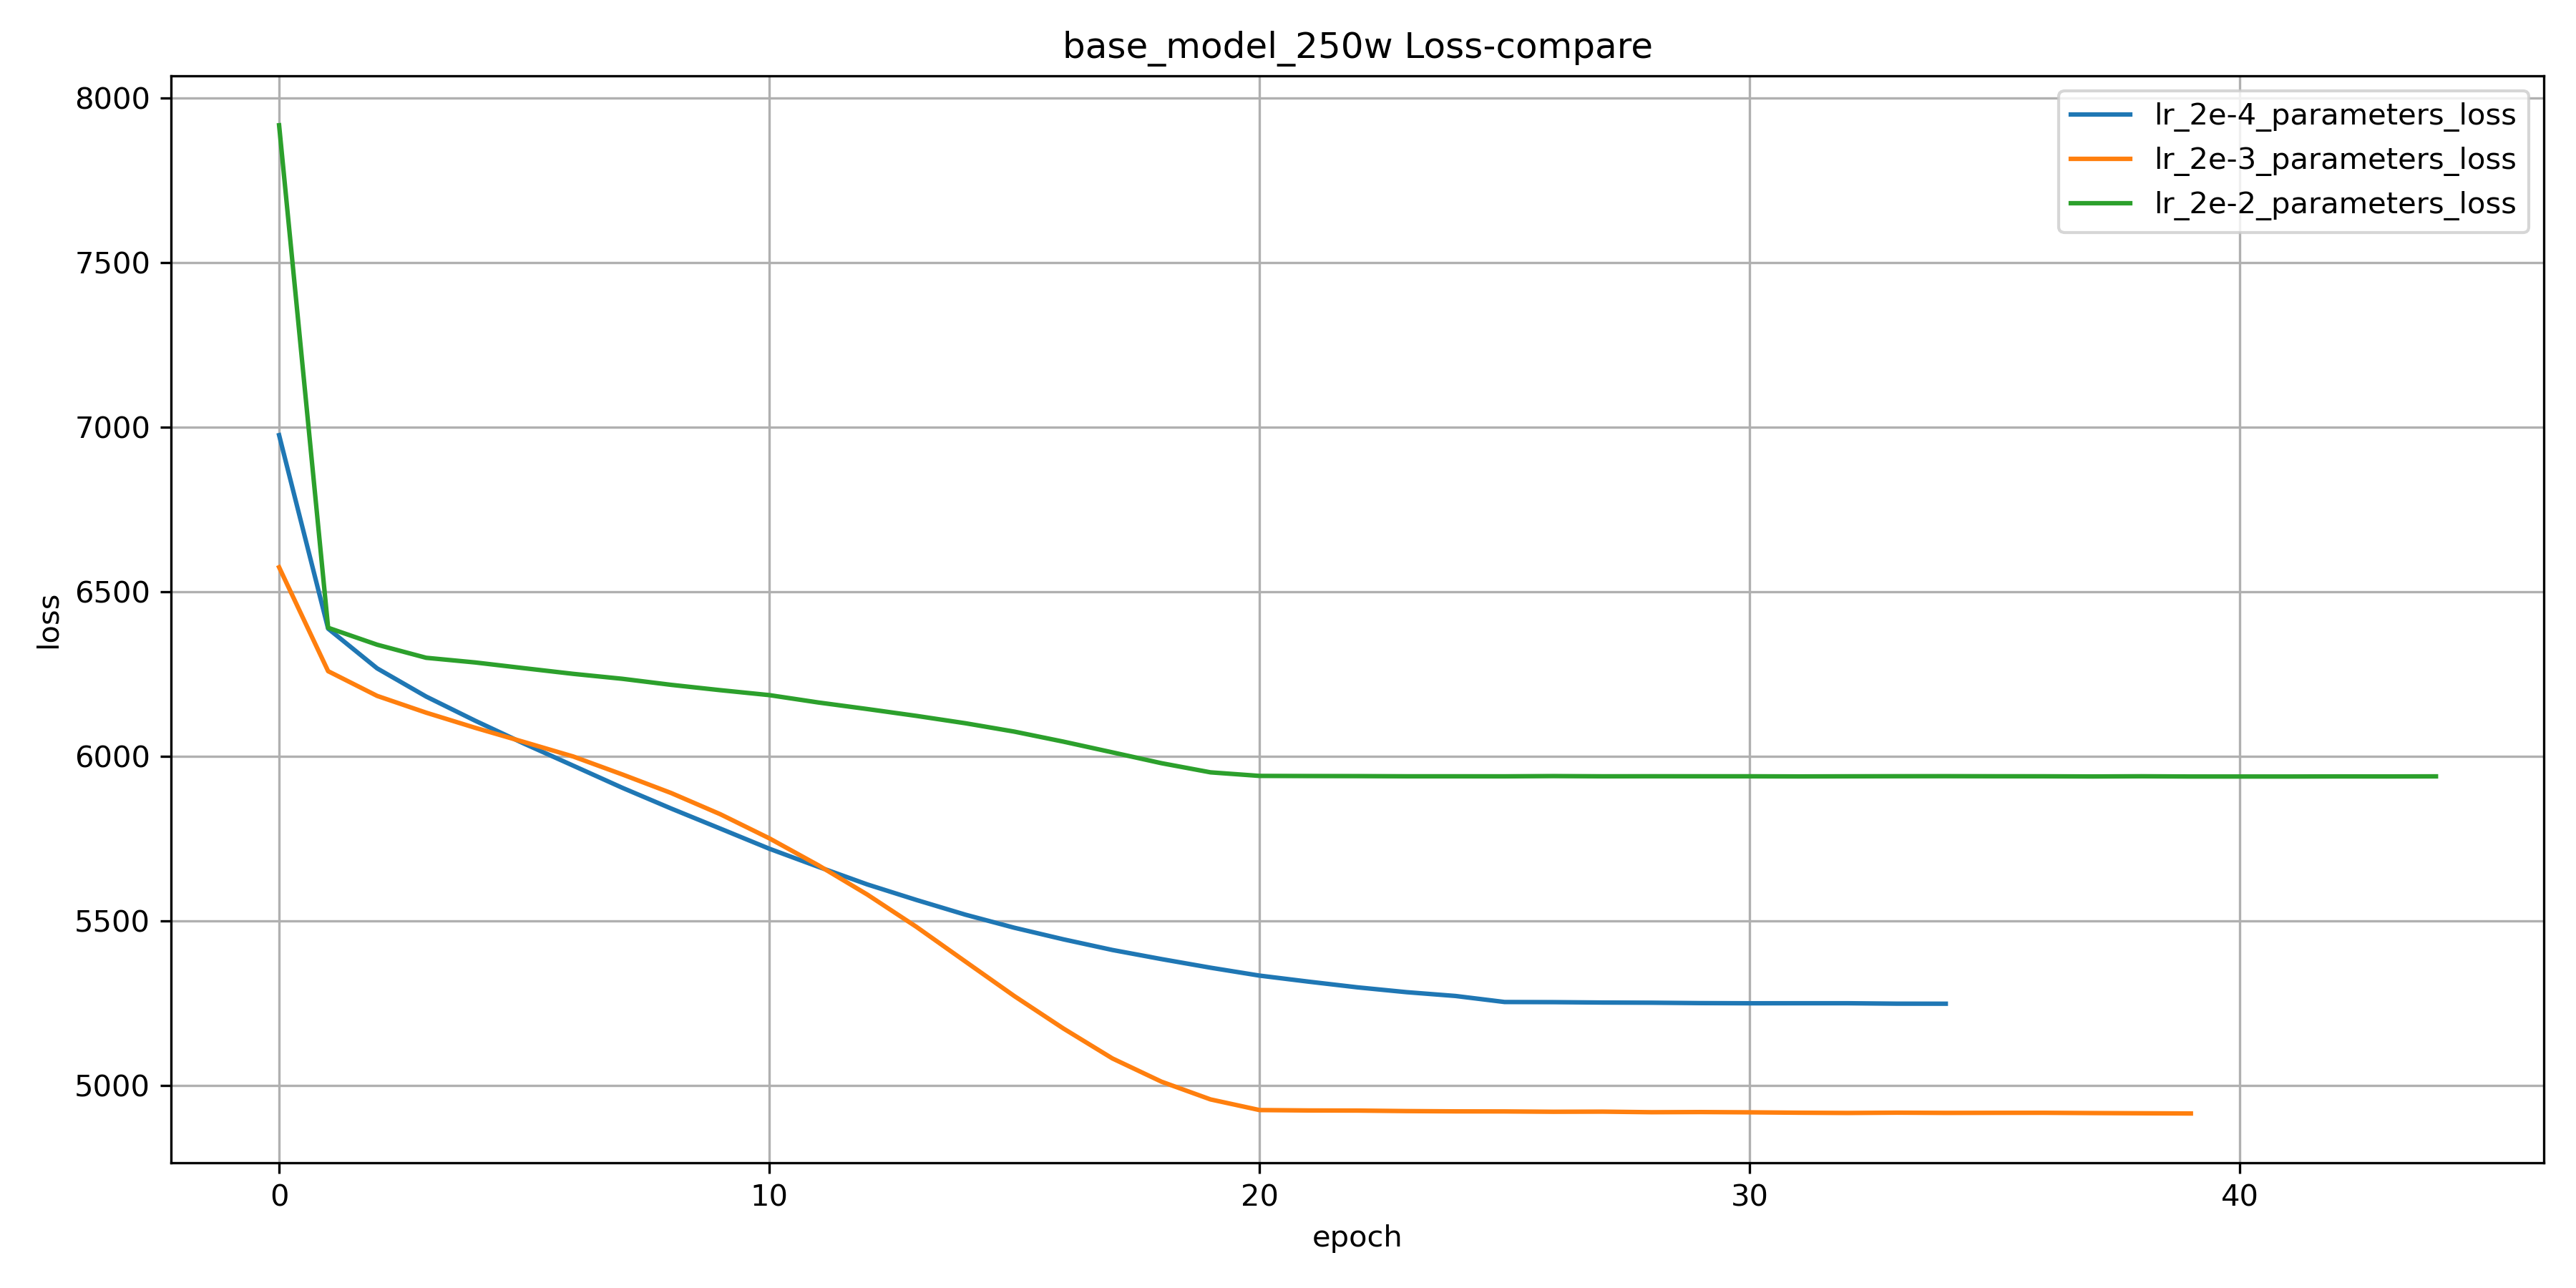 base_model_250w Loss-compare
lr_2e-4_parameters_loss
lr_2e-3_parameters_loss
lr_2e-2_parameters_loss
8000
7500
7000
6500
6000
5500
5000
loss
0 10 20 30 40
epoch